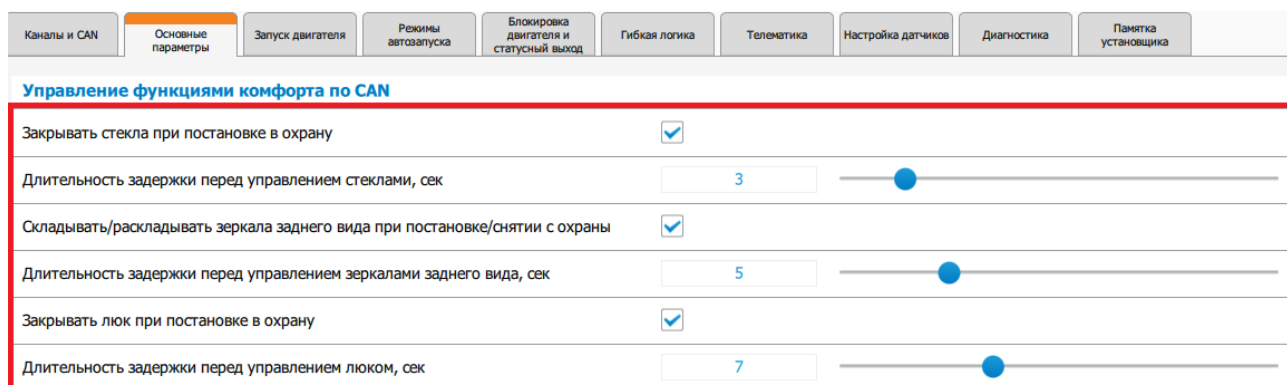 Каналы и CAN
Основные
параметры
Запуск двигателя
Режимы
автозапуска
Блокировка
двигателя и
статусный выход
Гибкая логика
Телематика
Настройка датчиков
Диагностика
Памятка
установщика
Управление функциями комфорта по CAN
Закрывать стекла при постановке в охрану
Длительность задержки перед управлением стеклами, сек
3
Складывать/раскладывать зеркала заднего вида при постановке/снятии с охраны
Длительность задержки перед управлением зеркалами заднего вида, сек
5
Закрывать люк при постановке в охрану
Длительность задержки перед управлением люком, сек
7